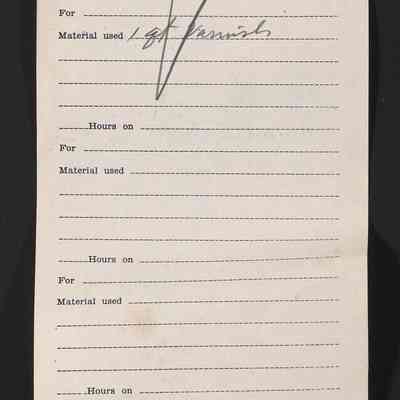 For
Material used 1 qt Varnish
Hours on
For
Material used
Hours on
For
Material used
Hours on